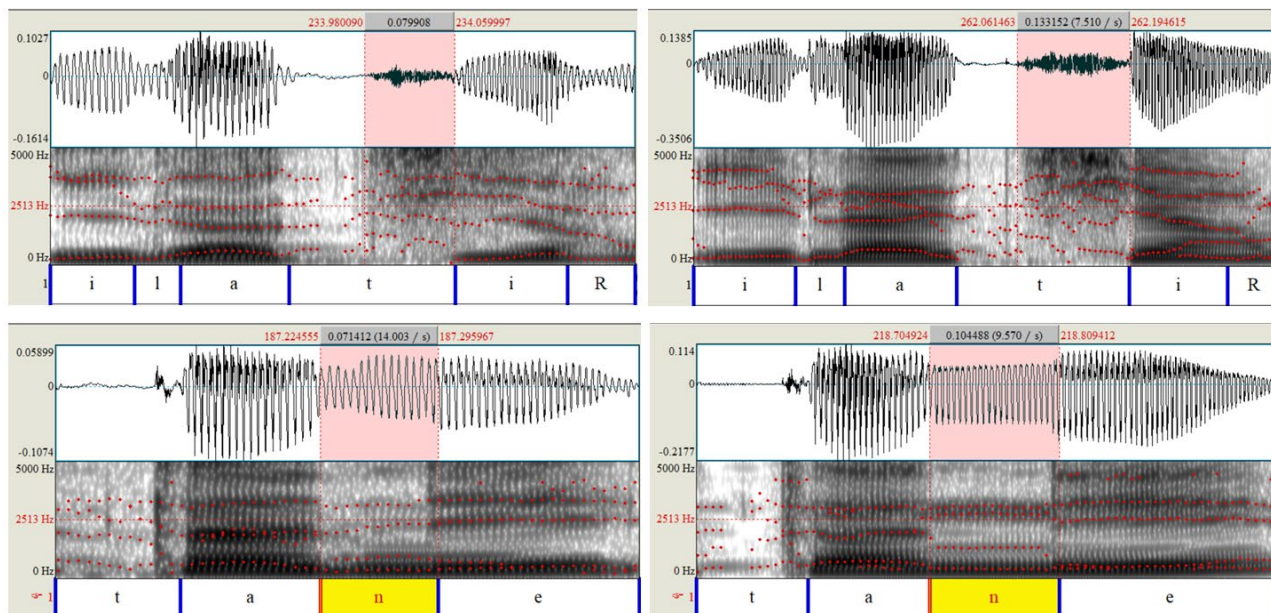 233.980090 0.079908 234.059997
0.1027
0
-0.1614
5000 Hz
2513 Hz
0 Hz
1 i l a t i R
262.061463 0.133152 (7.510 / s) 262.194615
0.1385
0
-0.3506
5000 Hz
2513 Hz
0 Hz
1 i l a t i R
187.224555 0.071412 (14.003 / s) 187.295967
0.05899
0
-0.1074
5000 Hz
2513 Hz
0 Hz
☞ 1 t a n e
218.704924 0.104488 (9.570 / s) 218.809412
0.114
0
-0.2177
5000 Hz
2513 Hz
0 Hz
☞ 1 t a n e